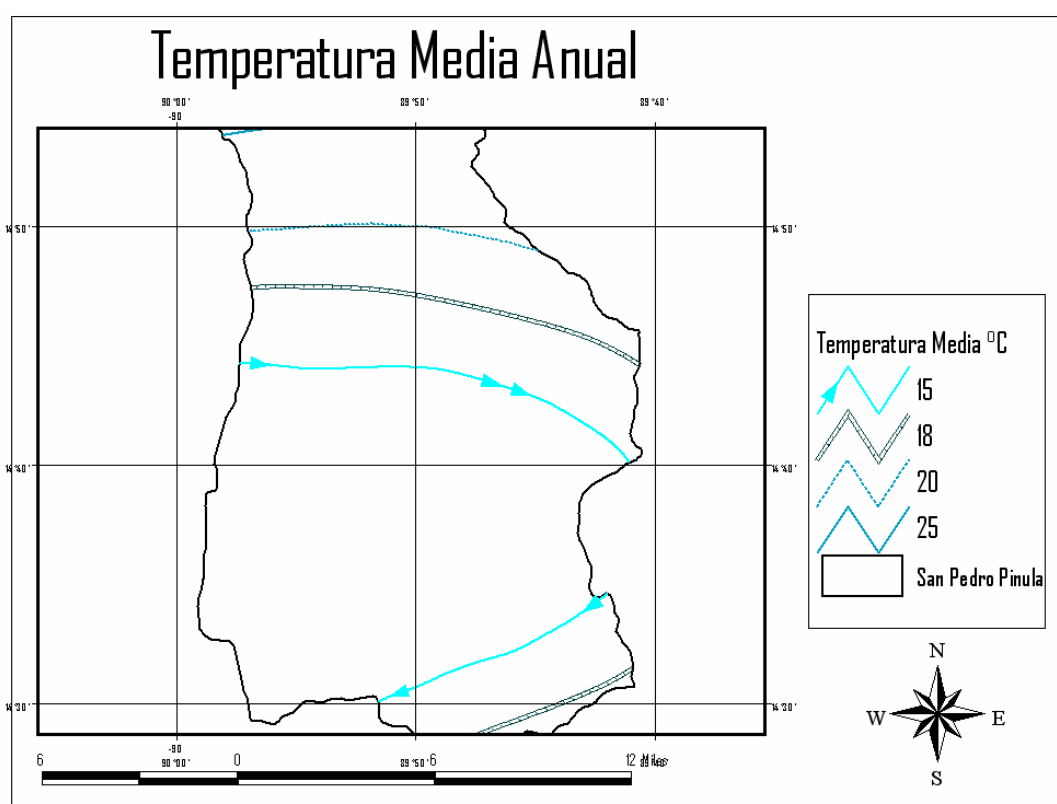 Temperatura Media Anual
90°00' 89°50' 89°40'
-90
14°50' 14°50'
Temperatura Media °C
15
18
20
25
San Pedro Pinula
14°40' 14°40'
14°30' 14°30'
N
W E
S
-90
90°00' 89°50' 89°40'
6 0 6 12 Miles